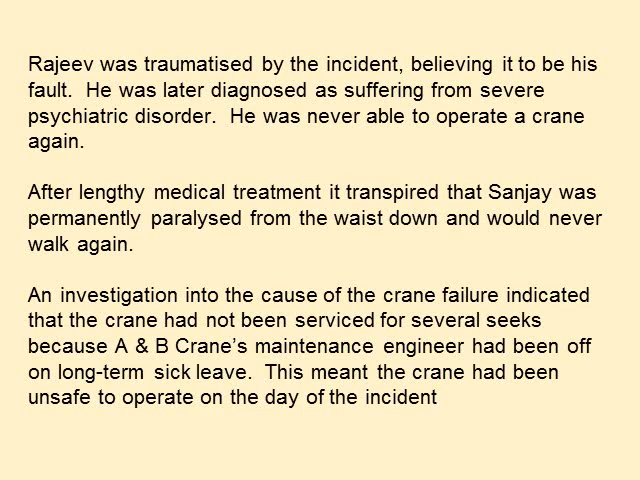 Rajeev was traumatised by the incident, believing it to be his
fault.  He was later diagnosed as suffering from severe
psychiatric disorder.  He was never able to operate a crane
again.
After lengthy medical treatment it transpired that Sanjay was
permanently paralysed from the waist down and would never
walk again.
An investigation into the cause of the crane failure indicated
that the crane had not been serviced for several seeks
because A & B Crane’s maintenance engineer had been off
on long-term sick leave.  This meant the crane had been
unsafe to operate on the day of the incident